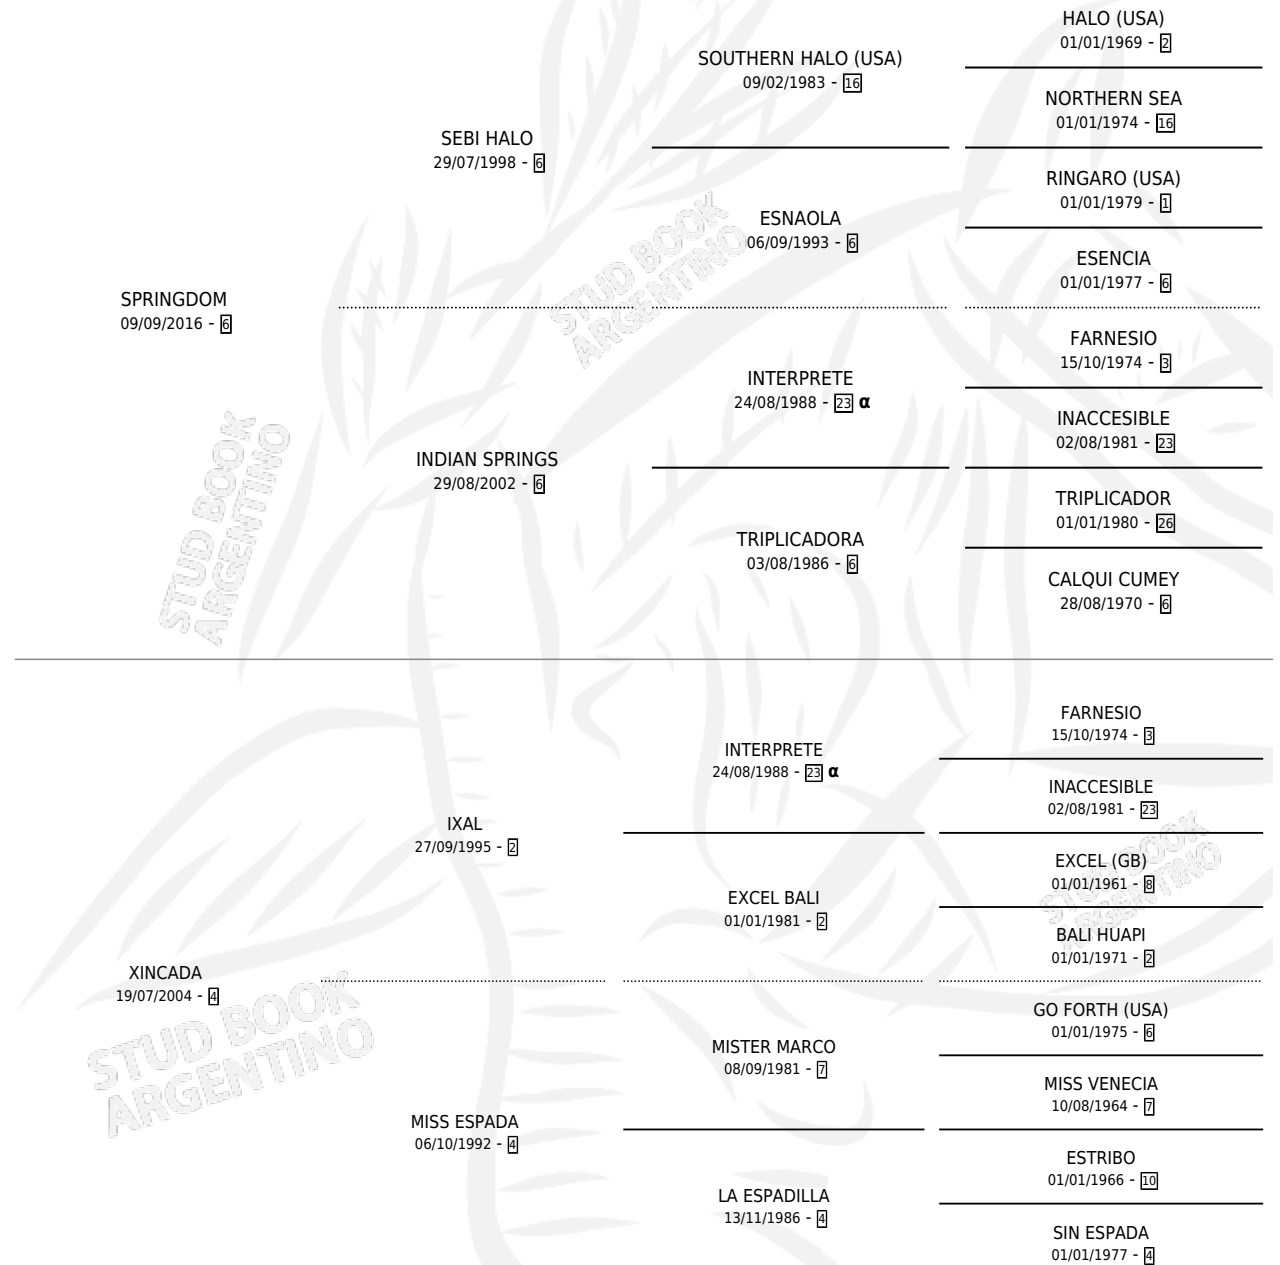 HALO (USA)
01/01/1969 - 2
SOUTHERN HALO (USA)
09/02/1983 - 16
NORTHERN SEA
01/01/1974 - 16
SEBI HALO
29/07/1998 - 6
RINGARO (USA)
01/01/1979 - 1
ESNAOLA
06/09/1993 - 6
ESENCIA
01/01/1977 - 6
STUD BOOK
ARGENTINO
SPRINGDOM
09/09/2016 - 6
FARNESIO
15/10/1974 - 3
INTERPRETE
24/08/1988 - 23 α
INACCESIBLE
02/08/1981 - 23
INDIAN SPRINGS
29/08/2002 - 6
STUD BOOK
ARGENTINO
TRIPLICADOR
01/01/1980 - 26
TRIPLICADORA
03/08/1986 - 6
CALQUI CUMEY
28/08/1970 - 6
FARNESIO
15/10/1974 - 3
INTERPRETE
24/08/1988 - 23 α
INACCESIBLE
02/08/1981 - 23
IXAL
27/09/1995 - 2
EXCEL (GB)
01/01/1961 - 8
STUD BOOK
ARGENTINO
EXCEL BALI
01/01/1981 - 2
BALI HUAPI
01/01/1971 - 2
XINCADA
19/07/2004 - 4
STUD BOOK
ARGENTINO
GO FORTH (USA)
01/01/1975 - 6
MISTER MARCO
08/09/1981 - 7
MISS VENECIA
10/08/1964 - 7
MISS ESPADA
06/10/1992 - 4
ESTRIBO
01/01/1966 - 10
LA ESPADILLA
13/11/1986 - 4
SIN ESPADA
01/01/1977 - 4